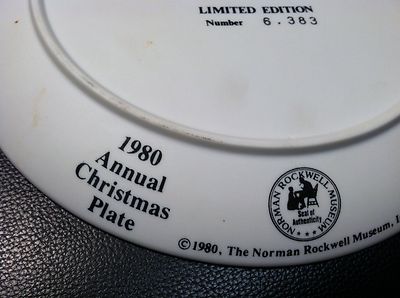 LIMITED EDITION
Number 6.383
1980
Annual
Christmas
Plate
NORMAN ROCKWELL MUSEUM
Seal of
Authenticity
©1980, The Norman Rockwell Museum,